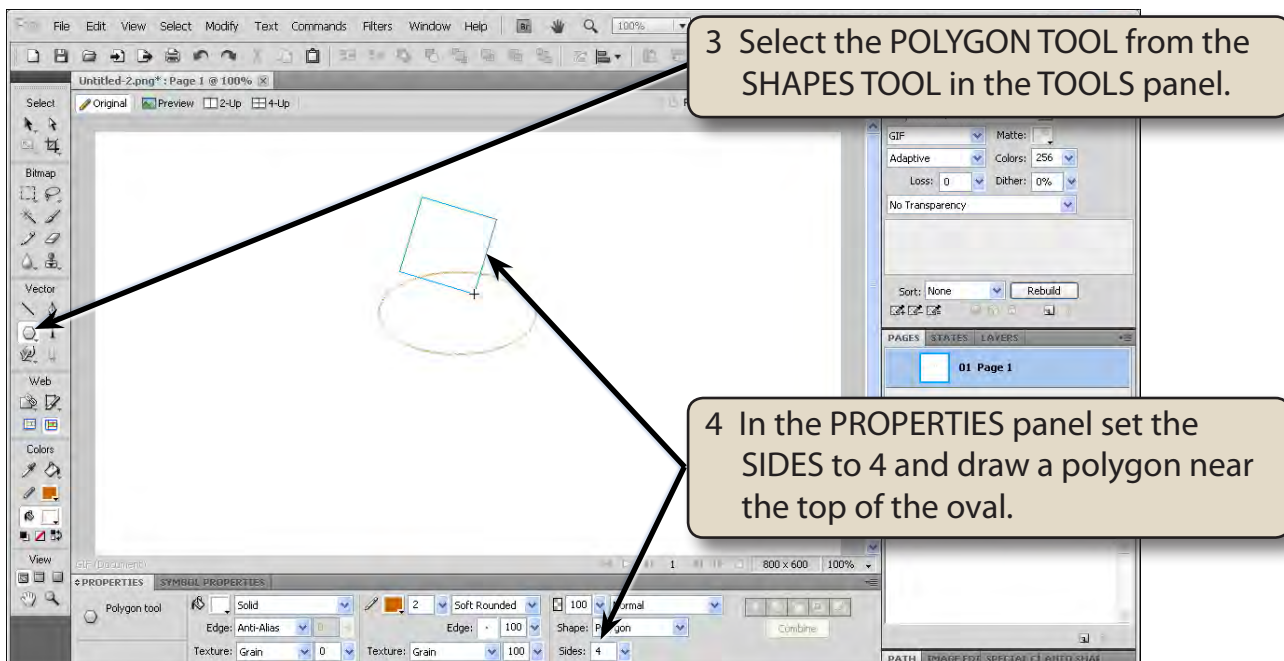 File Edit View Select Modify Text Commands Filters Window Help Br 100%
3 Select the POLYGON TOOL from the
SHAPES TOOL in the TOOLS panel.
Untitled-2.png* : Page 1 @ 100%
Select
Original Preview 2-Up 4-Up
GIF Matte:
Adaptive Colors: 256
Loss: 0 Dither: 0%
No Transparency
Bitmap
Vector
Sort: None Rebuild
PAGES STATES LAYERS
01 Page 1
Web
4 In the PROPERTIES panel set the
SIDES to 4 and draw a polygon near
the top of the oval.
Colors
View
GIF (Document) 1 800 x 600 100%
PROPERTIES SYMBOL PROPERTIES
Polygon tool Solid 2 Soft Rounded 100 Normal
Edge: Anti-Alias 0 Edge: 100 Shape: Polygon Combine
Texture: Grain 0 Texture: Grain 100 Sides: 4
PATH